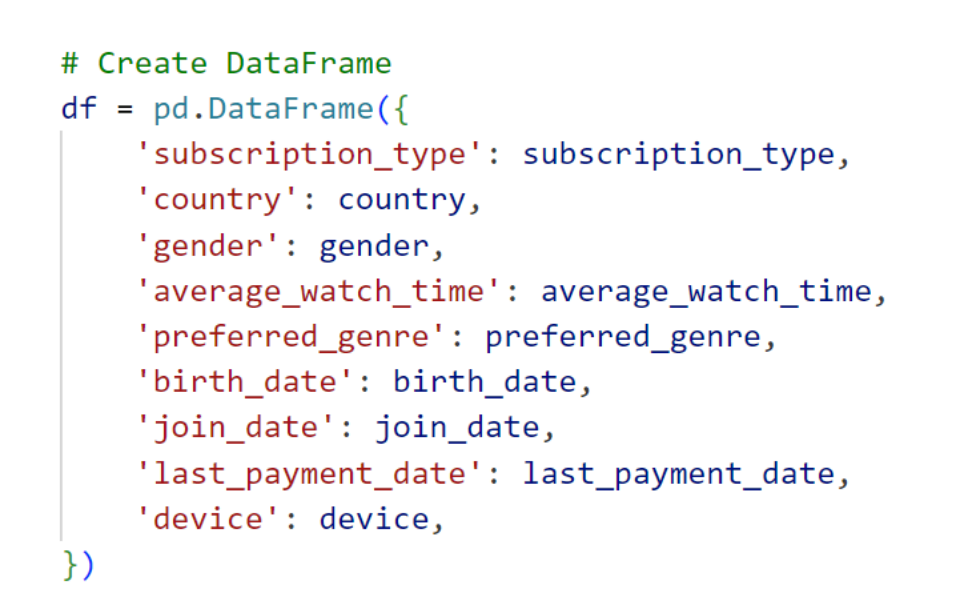 # Create DataFrame
df = pd.DataFrame({
    'subscription_type': subscription_type,
    'country': country,
    'gender': gender,
    'average_watch_time': average_watch_time,
    'preferred_genre': preferred_genre,
    'birth_date': birth_date,
    'join_date': join_date,
    'last_payment_date': last_payment_date,
    'device': device,
})